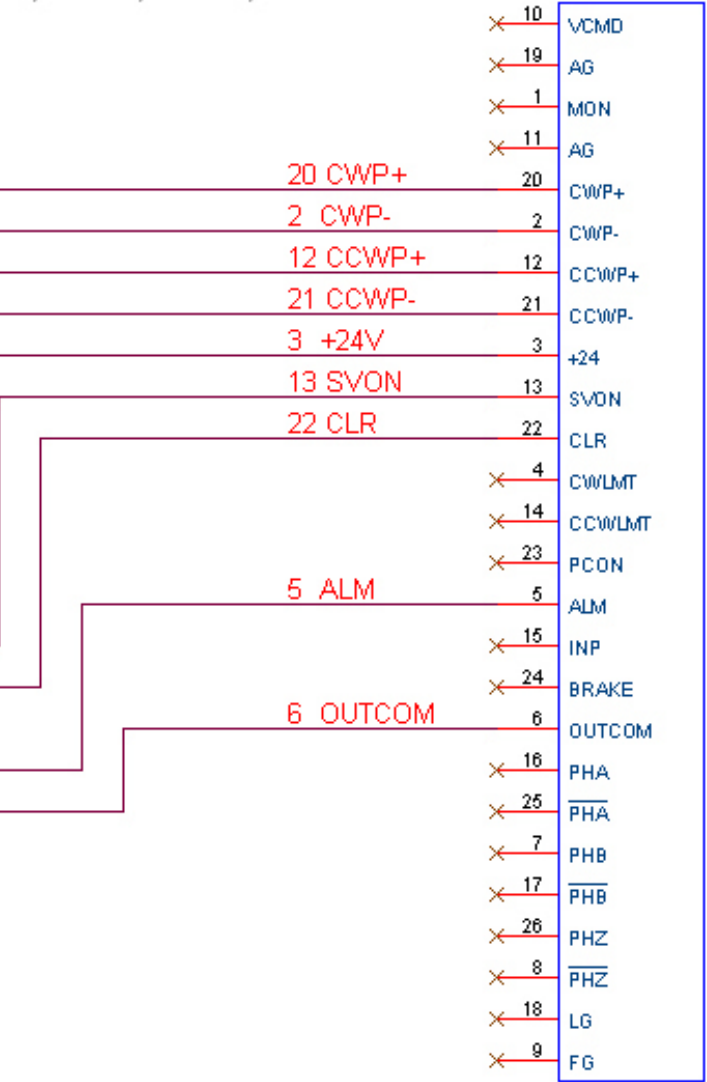 10 VCMD
19 AG
1 MON
11 AG
20 CWP+ 20 CWP+
2 CWP- 2 CWP-
12 CCWP+ 12 CCWP+
21 CCWP- 21 CCWP-
3 +24V 3 +24
13 SVON 13 SVON
22 CLR 22 CLR
4 CWLMT
14 CCWLMT
23 PCON
5 ALM 5 ALM
15 INP
24 BRAKE
6 OUTCOM 6 OUTCOM
16 PHA
25 P̅H̅A̅
7 PHB
17 P̅H̅B̅
26 PHZ
8 P̅H̅Z̅
18 LG
9 FG